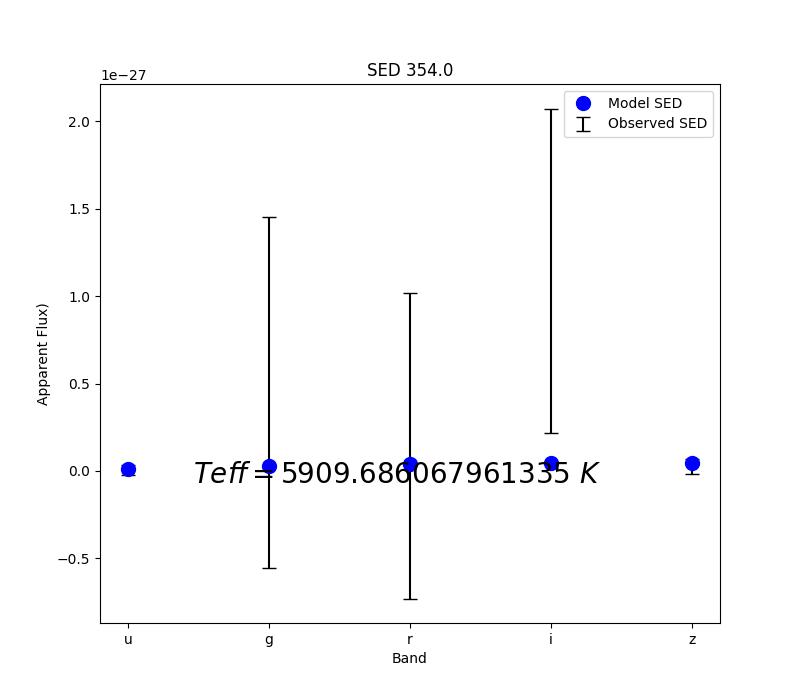 SED 354.0
1e−27
Model SED
Observed SED
2.0
1.5
1.0
0.5
0.0
−0.5
Apparent Flux)
Teff = 5909.686067961335 K
u g r i z
Band